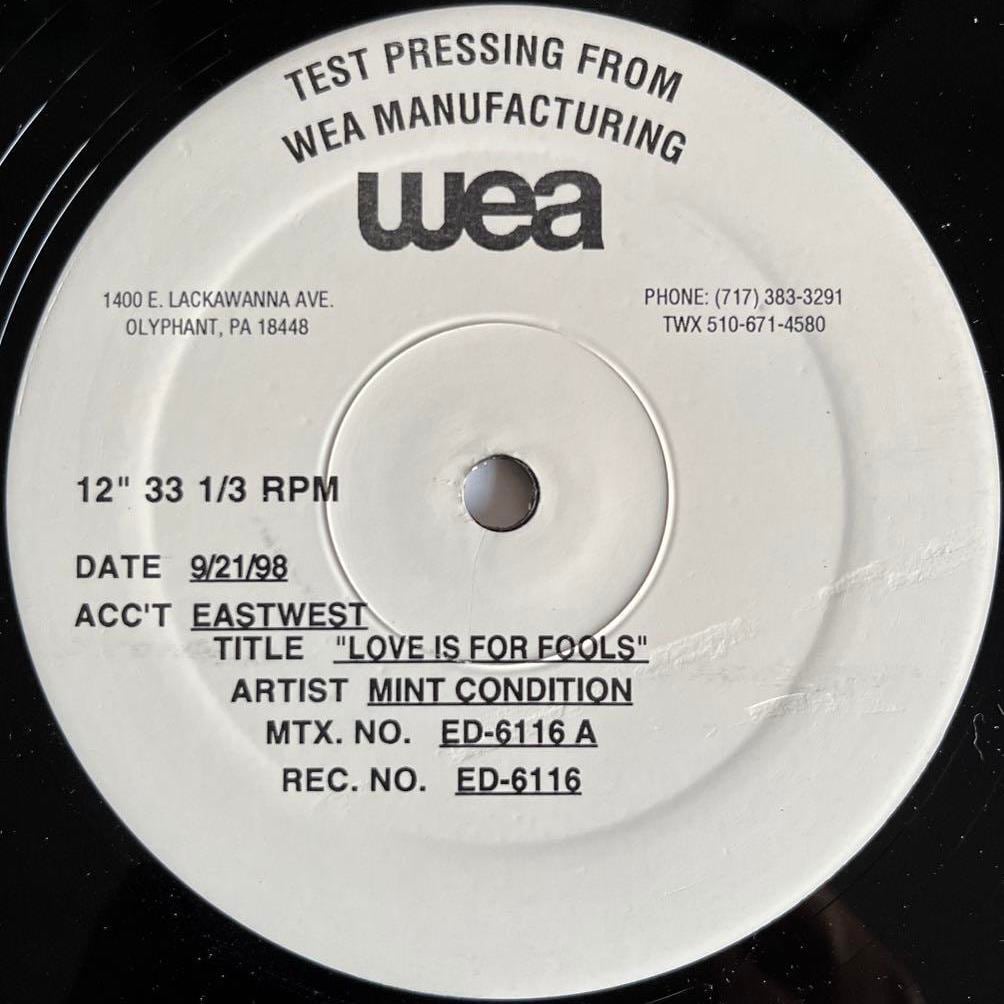 TEST PRESSING FROM
WEA MANUFACTURING
wea
1400 E. LACKAWANNA AVE.
OLYPHANT, PA 18448
PHONE: (717) 383-3291
TWX 510-671-4580
12" 33 1/3 RPM
DATE 9/21/98
ACC'T EASTWEST
TITLE "LOVE IS FOR FOOLS"
ARTIST MINT CONDITION
MTX. NO. ED-6116 A
REC. NO. ED-6116